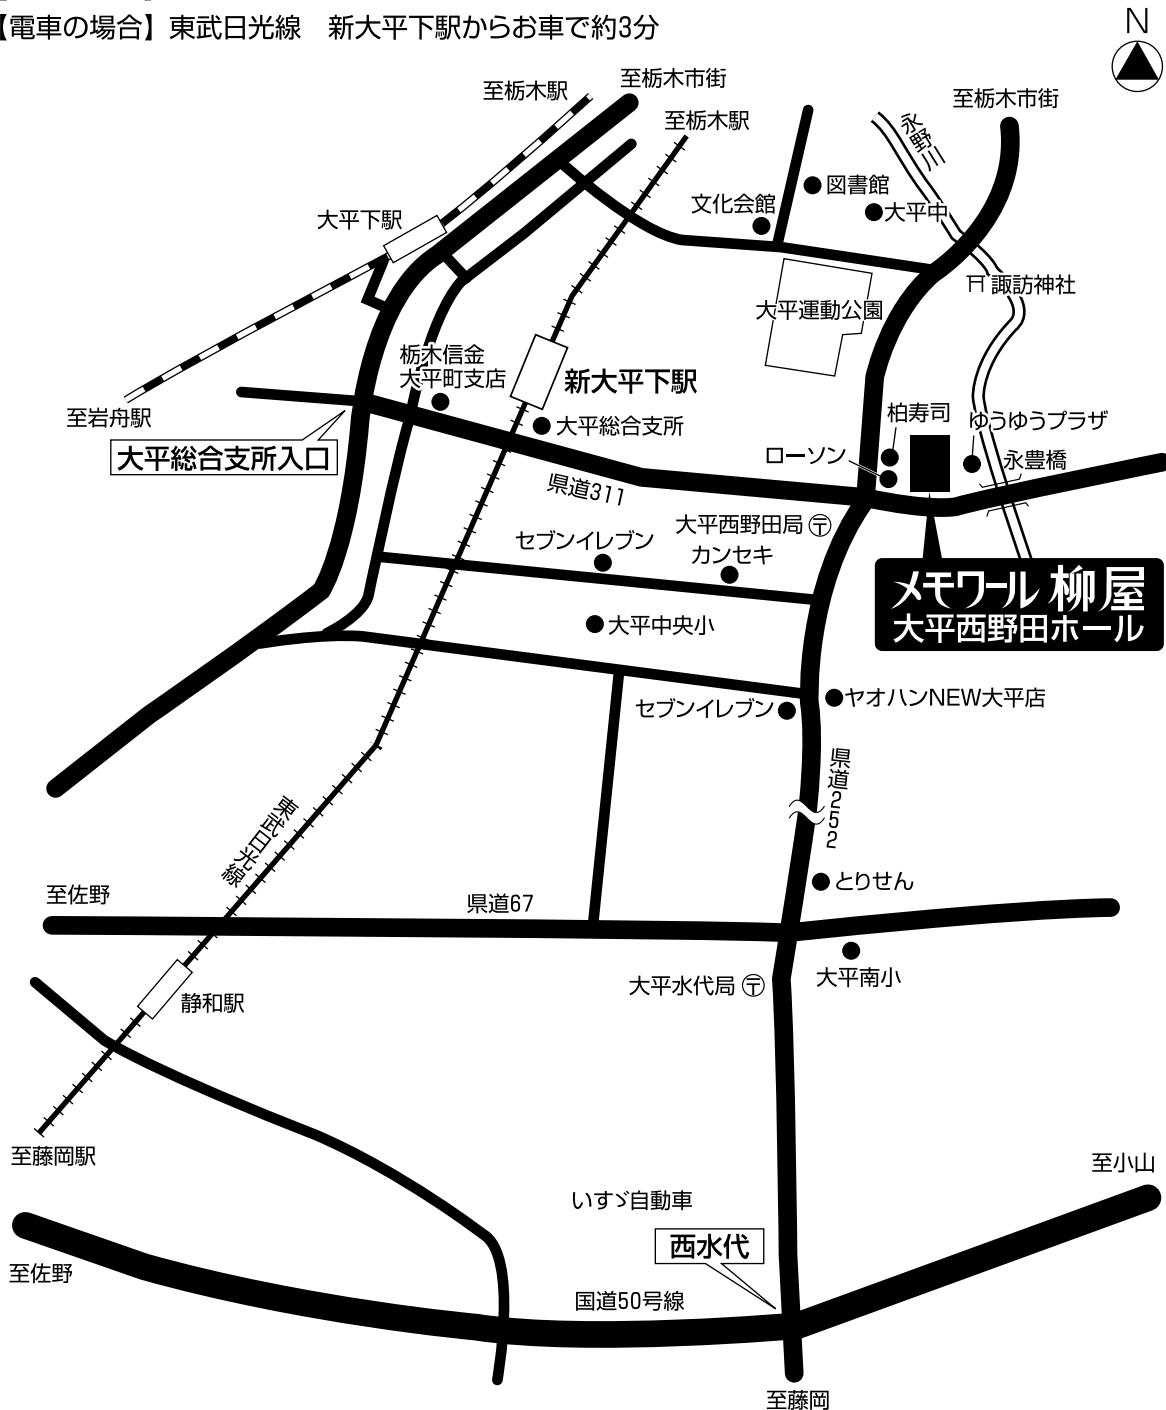 【電車の場合】東武日光線　新大平下駅からお車で約3分
N
至栃木駅
至栃木市街
至栃木駅
至栃木市街
永野川
図書館
文化会館
大平中
大平下駅
諏訪神社
大平運動公園
栃木信金
大平町支店
新大平下駅
至岩舟駅
大平総合支所
柏寿司
ゆうゆうプラザ
大平総合支所入口
ローソン
永豊橋
県道311
大平西野田局〒
セブンイレブン
カンセキ
メモワール 柳屋
大平西野田ホール
大平中央小
セブンイレブン
ヤオハンNEW大平店
県道252
東武日光線
とりせん
至佐野
県道67
大平水代局〒
大平南小
静和駅
至藤岡駅
至小山
いすゞ自動車
西水代
至佐野
国道50号線
至藤岡